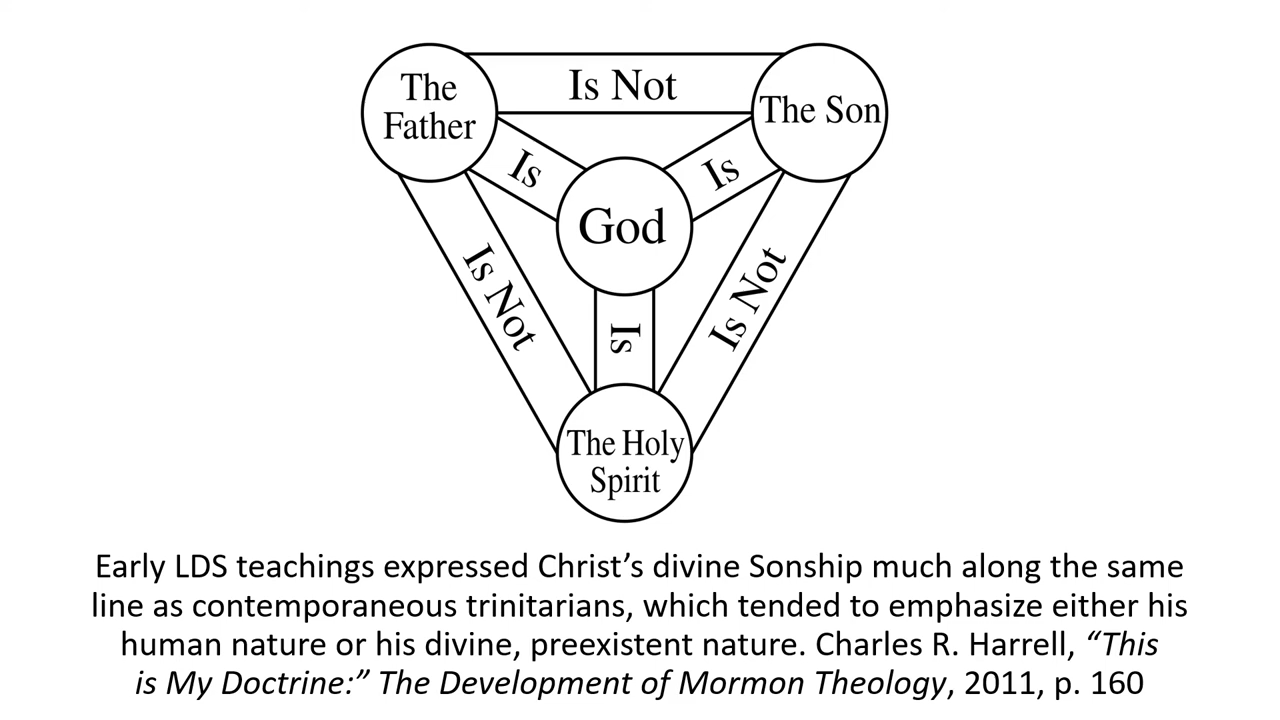 The
Father
Is Not
The Son
Is
Is
God
Is Not
Is Not
Is
The Holy
Spirit
Early LDS teachings expressed Christ’s divine Sonship much along the same
line as contemporaneous trinitarians, which tended to emphasize either his
human nature or his divine, preexistent nature. Charles R. Harrell, “This
is My Doctrine:” The Development of Mormon Theology, 2011, p. 160